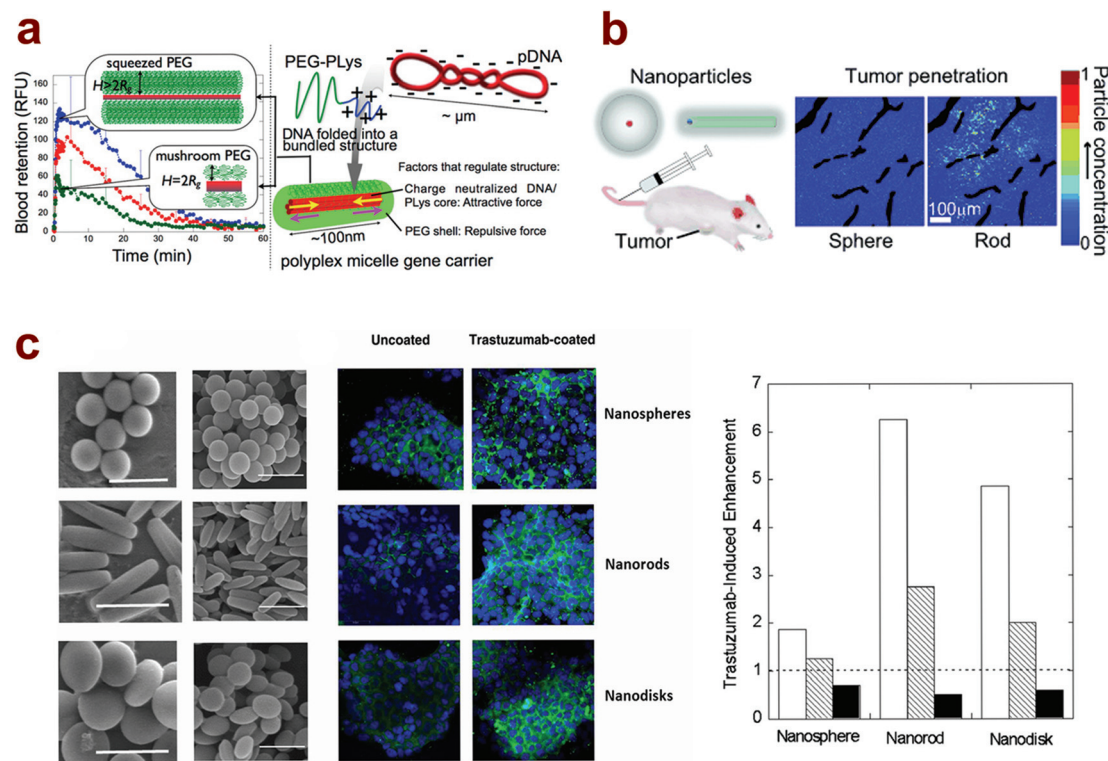 a
Blood retention (RFU)
160
140
120
100
80
60
40
20
0
0
10
20
30
40
50
60
Time (min)
squeezed PEG
H>2Rg
mushroom PEG
H=2Rg
PEG-PLys
pDNA
~ μm
DNA folded into a
bundled structure
Factors that regulate structure:
Charge neutralized DNA/
PLys core: Attractive force
PEG shell: Repulsive force
~100nm
polyplex micelle gene carrier
b
Nanoparticles
Tumor
Tumor penetration
100μm
Sphere
Rod
1
0
Particle concentration
c
Uncoated
Trastuzumab-coated
Nanospheres
Nanorods
Nanodisks
Trastuzumab-Induced Enhancement
7
6
5
4
3
2
1
0
Nanosphere
Nanorod
Nanodisk